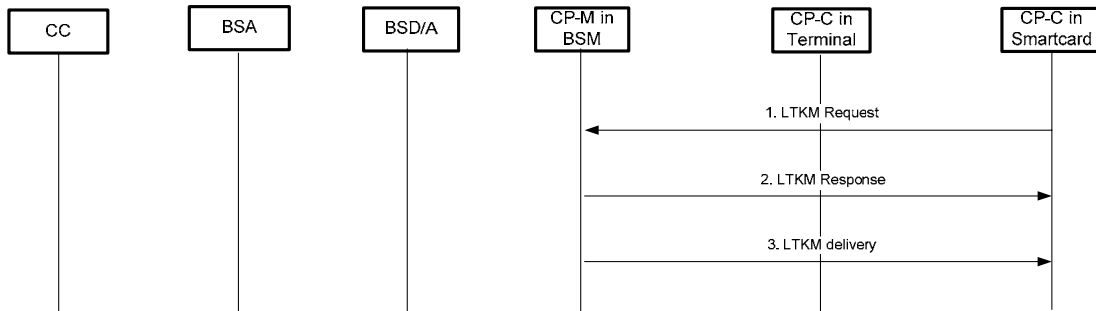 CC
BSA
BSD/A
CP-M in
BSM
CP-C in
Terminal
CP-C in
Smartcard
1. LTKM Request
2. LTKM Response
3. LTKM delivery